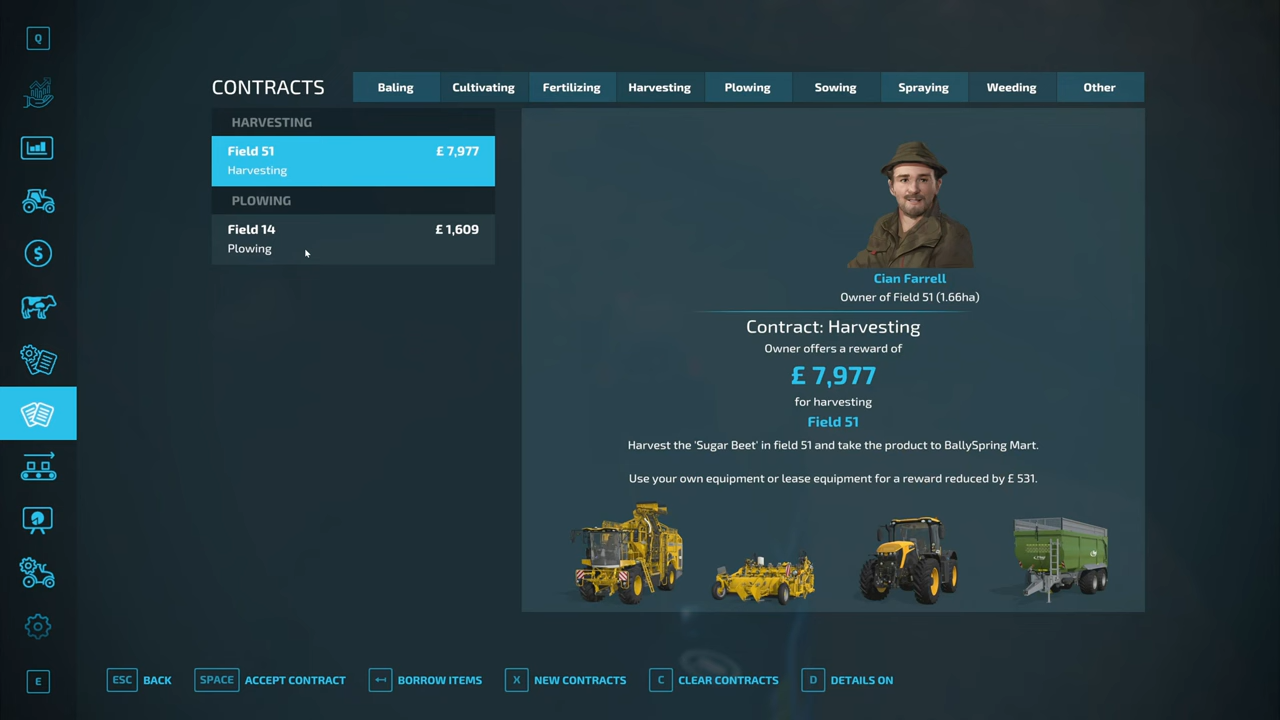 Q
CONTRACTS
Baling
Cultivating
Fertilizing
Harvesting
Plowing
Sowing
Spraying
Weeding
Other
HARVESTING
Field 51 £ 7,977
Harvesting
PLOWING
Field 14 £ 1,609
Plowing
Cian Farrell
Owner of Field 51 (1.66ha)
Contract: Harvesting
Owner offers a reward of
£ 7,977
for harvesting
Field 51
Harvest the 'Sugar Beet' in field 51 and take the product to BallySpring Mart.
Use your own equipment or lease equipment for a reward reduced by £ 531.
E
ESC BACK
SPACE ACCEPT CONTRACT
BORROW ITEMS
X NEW CONTRACTS
C CLEAR CONTRACTS
D DETAILS ON